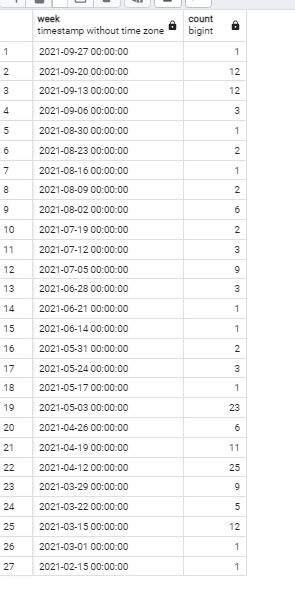 week
timestamp without time zone
count
bigint
1 2021-09-27 00:00:00 1
2 2021-09-20 00:00:00 12
3 2021-09-13 00:00:00 12
4 2021-09-06 00:00:00 3
5 2021-08-30 00:00:00 1
6 2021-08-23 00:00:00 2
7 2021-08-16 00:00:00 1
8 2021-08-09 00:00:00 2
9 2021-08-02 00:00:00 6
10 2021-07-19 00:00:00 2
11 2021-07-12 00:00:00 3
12 2021-07-05 00:00:00 9
13 2021-06-28 00:00:00 3
14 2021-06-21 00:00:00 1
15 2021-06-14 00:00:00 1
16 2021-05-31 00:00:00 2
17 2021-05-24 00:00:00 3
18 2021-05-17 00:00:00 1
19 2021-05-03 00:00:00 23
20 2021-04-26 00:00:00 6
21 2021-04-19 00:00:00 11
22 2021-04-12 00:00:00 25
23 2021-03-29 00:00:00 9
24 2021-03-22 00:00:00 5
25 2021-03-15 00:00:00 12
26 2021-03-01 00:00:00 1
27 2021-02-15 00:00:00 1